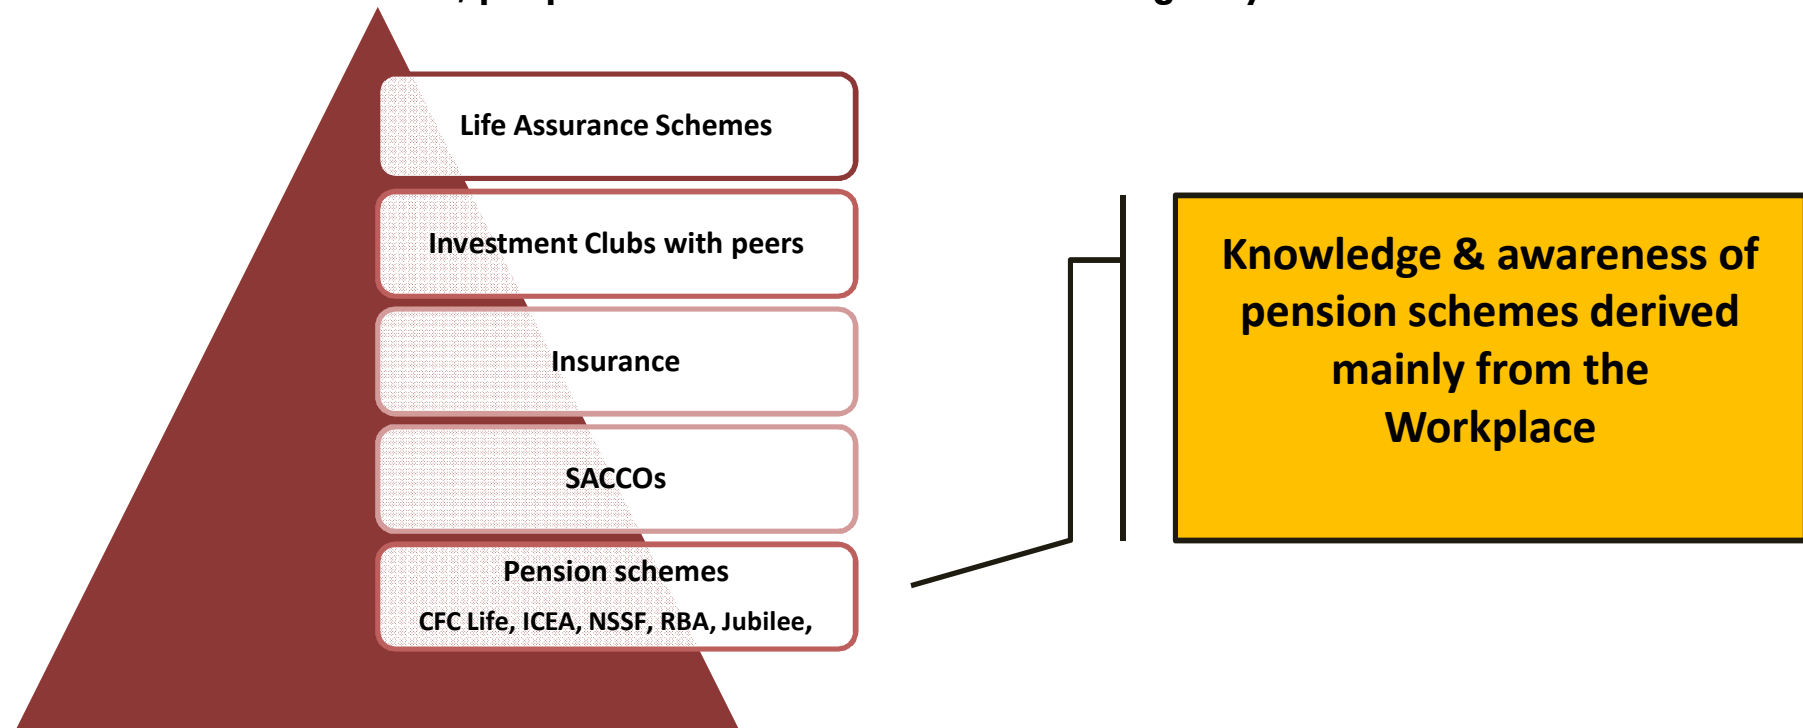 Life Assurance Schemes
Investment Clubs with peers
Insurance
SACCOs
Pension schemes
CFC Life, ICEA, NSSF, RBA, Jubilee,
Knowledge & awareness of
pension schemes derived
mainly from the
Workplace